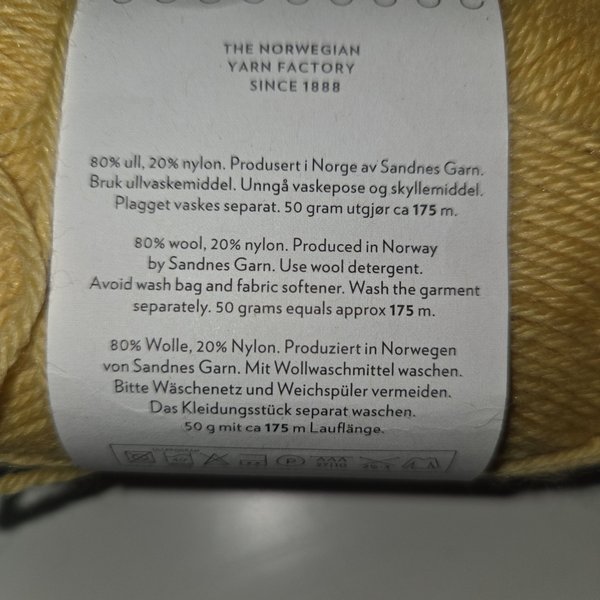 THE NORWEGIAN
YARN FACTORY
SINCE 1888
80% ull, 20% nylon. Produsert i Norge av Sandnes Garn.
Bruk ullvaskemiddel. Unngå vaskepose og skyllemiddel.
Plagget vaskes separat. 50 gram utgjør ca 175 m.
80% wool, 20% nylon. Produced in Norway
by Sandnes Garn. Use wool detergent.
Avoid wash bag and fabric softener. Wash the garment
separately. 50 grams equals approx 175 m.
80% Wolle, 20% Nylon. Produziert in Norwegen
von Sandnes Garn. Mit Wollwaschmittel waschen.
Bitte Wäschenetz und Weichspüler vermeiden.
Das Kleidungsstück separat waschen.
50 g mit ca 175 m Lauflänge.